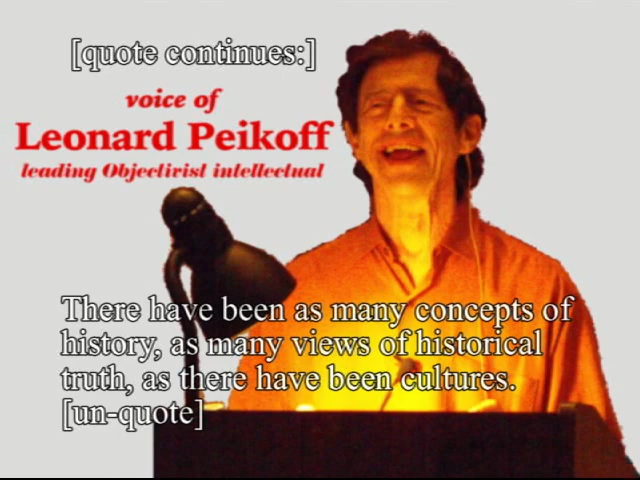 [quote continues:]
voice of
Leonard Peikoff
leading Objectivist intellectual
There have been as many concepts of
history, as many views of historical
truth, as there have been cultures.
[un-quote]